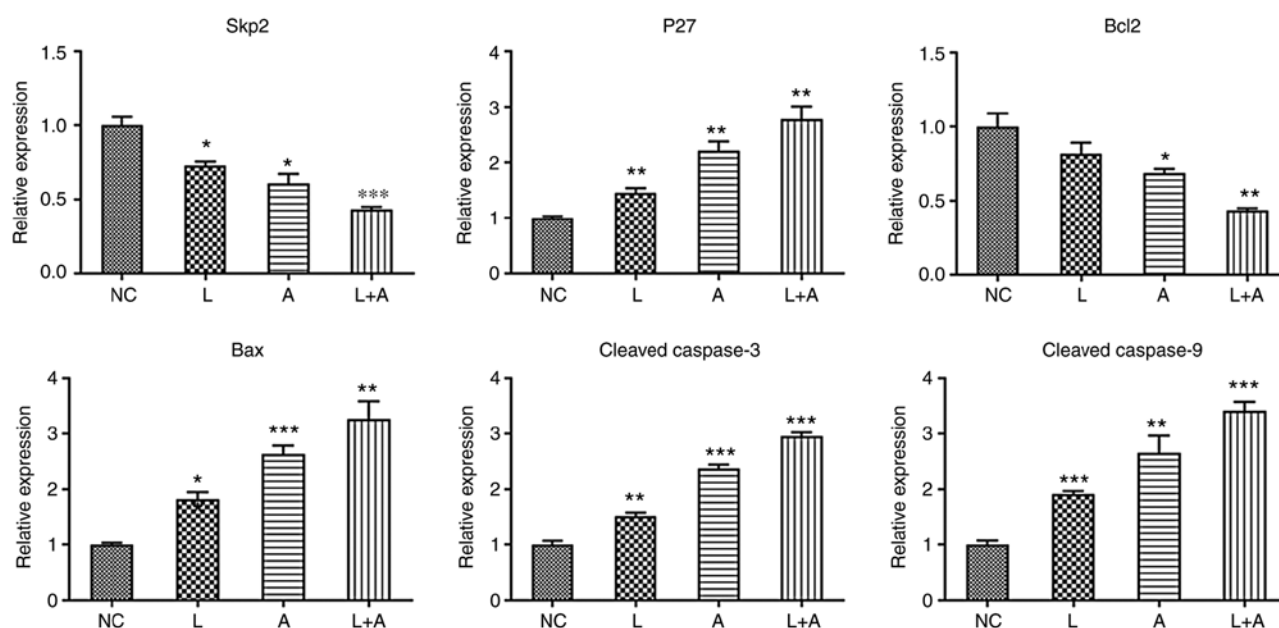 Skp2
Relative expression
1.5
1.0
0.5
0.0
*
*
***
NC L A L+A
P27
Relative expression
4
3
2
1
0
**
**
**
NC L A L+A
Bcl2
Relative expression
1.5
1.0
0.5
0.0
*
**
NC L A L+A
Bax
Relative expression
4
3
2
1
0
*
***
**
NC L A L+A
Cleaved caspase-3
Relative expression
4
3
2
1
0
**
***
***
NC L A L+A
Cleaved caspase-9
Relative expression
4
3
2
1
0
***
**
***
NC L A L+A